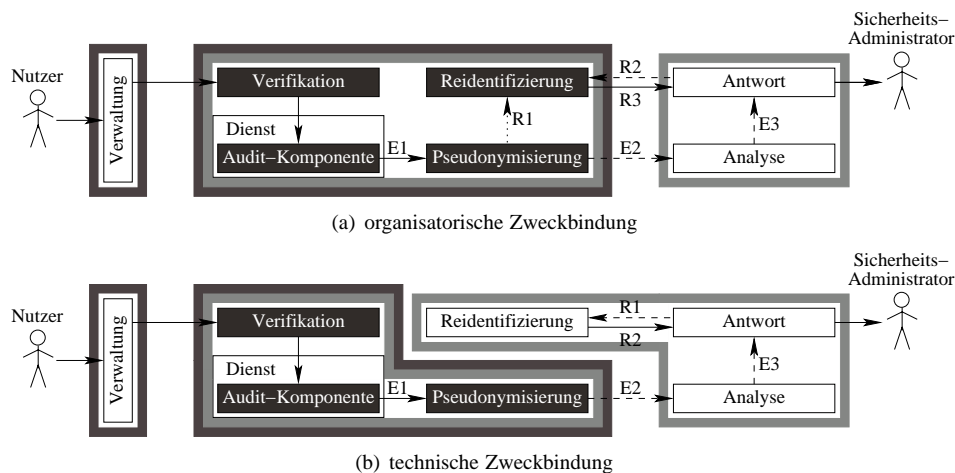 Sicherheits–
Administrator
Nutzer
Verwaltung
Verifikation
Reidentifizierung
R2
R3
Antwort
Dienst
R1
E3
Audit–Komponente
E1
Pseudonymisierung
E2
Analyse
(a) organisatorische Zweckbindung
Sicherheits–
Administrator
Nutzer
Verwaltung
Verifikation
Reidentifizierung
R1
R2
Antwort
Dienst
E3
Audit–Komponente
E1
Pseudonymisierung
E2
Analyse
(b) technische Zweckbindung